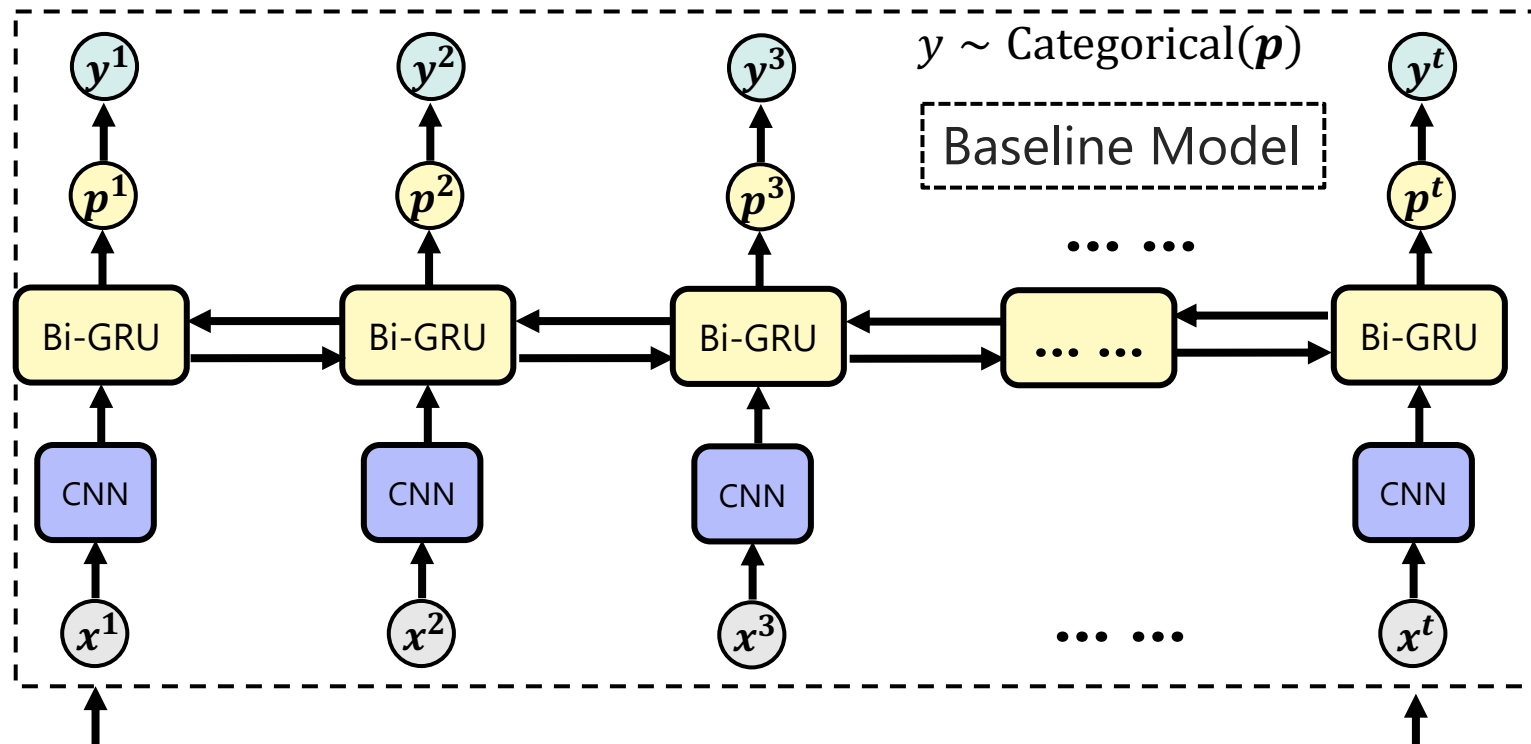 y¹ y² y³ y ~ Categorical(p) yᵗ
Baseline Model
p¹ p² p³ pᵗ
... ...
Bi-GRU Bi-GRU Bi-GRU ... ... Bi-GRU
CNN CNN CNN CNN
x¹ x² x³ ... ... xᵗ